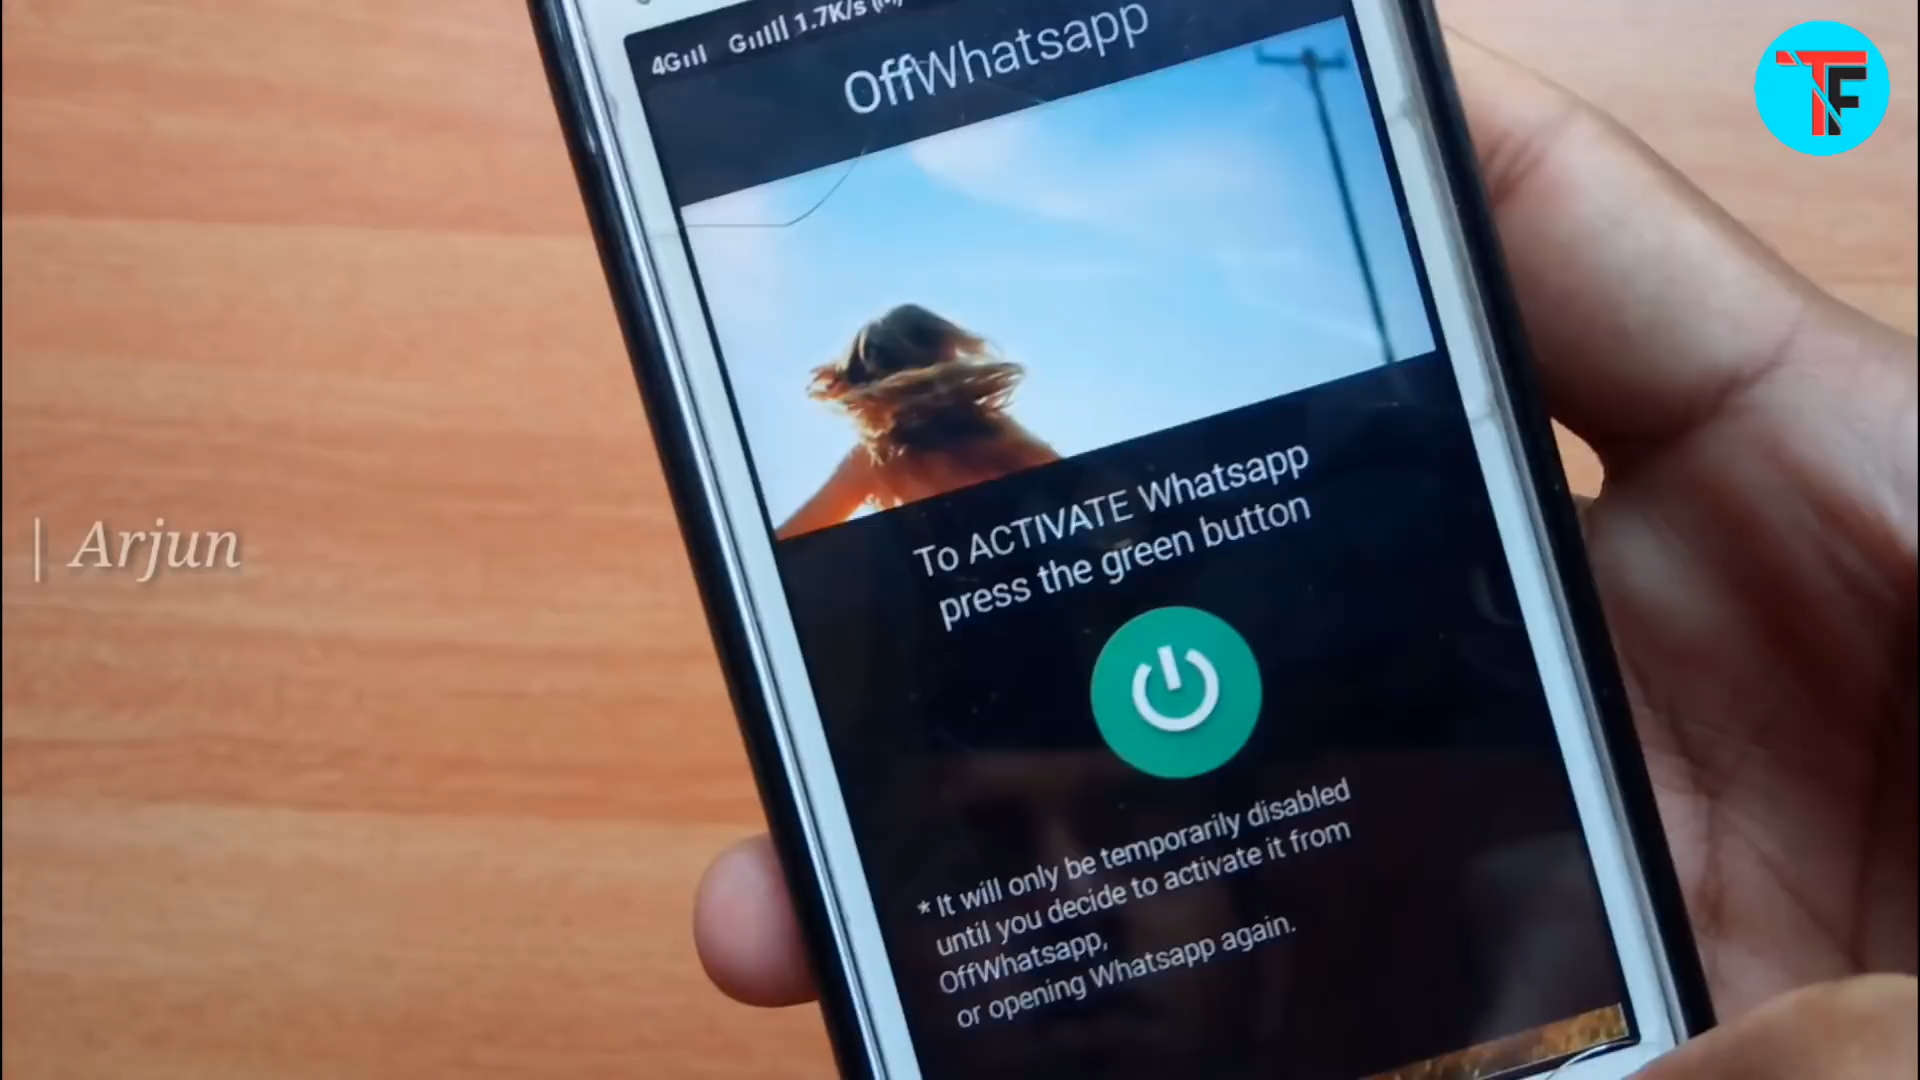 4G G 1.7K/s
OffWhatsapp
TF
To ACTIVATE Whatsapp
press the green button
| Arjun
* It will only be temporarily disabled
until you decide to activate it from
OffWhatsapp,
or opening Whatsapp again.